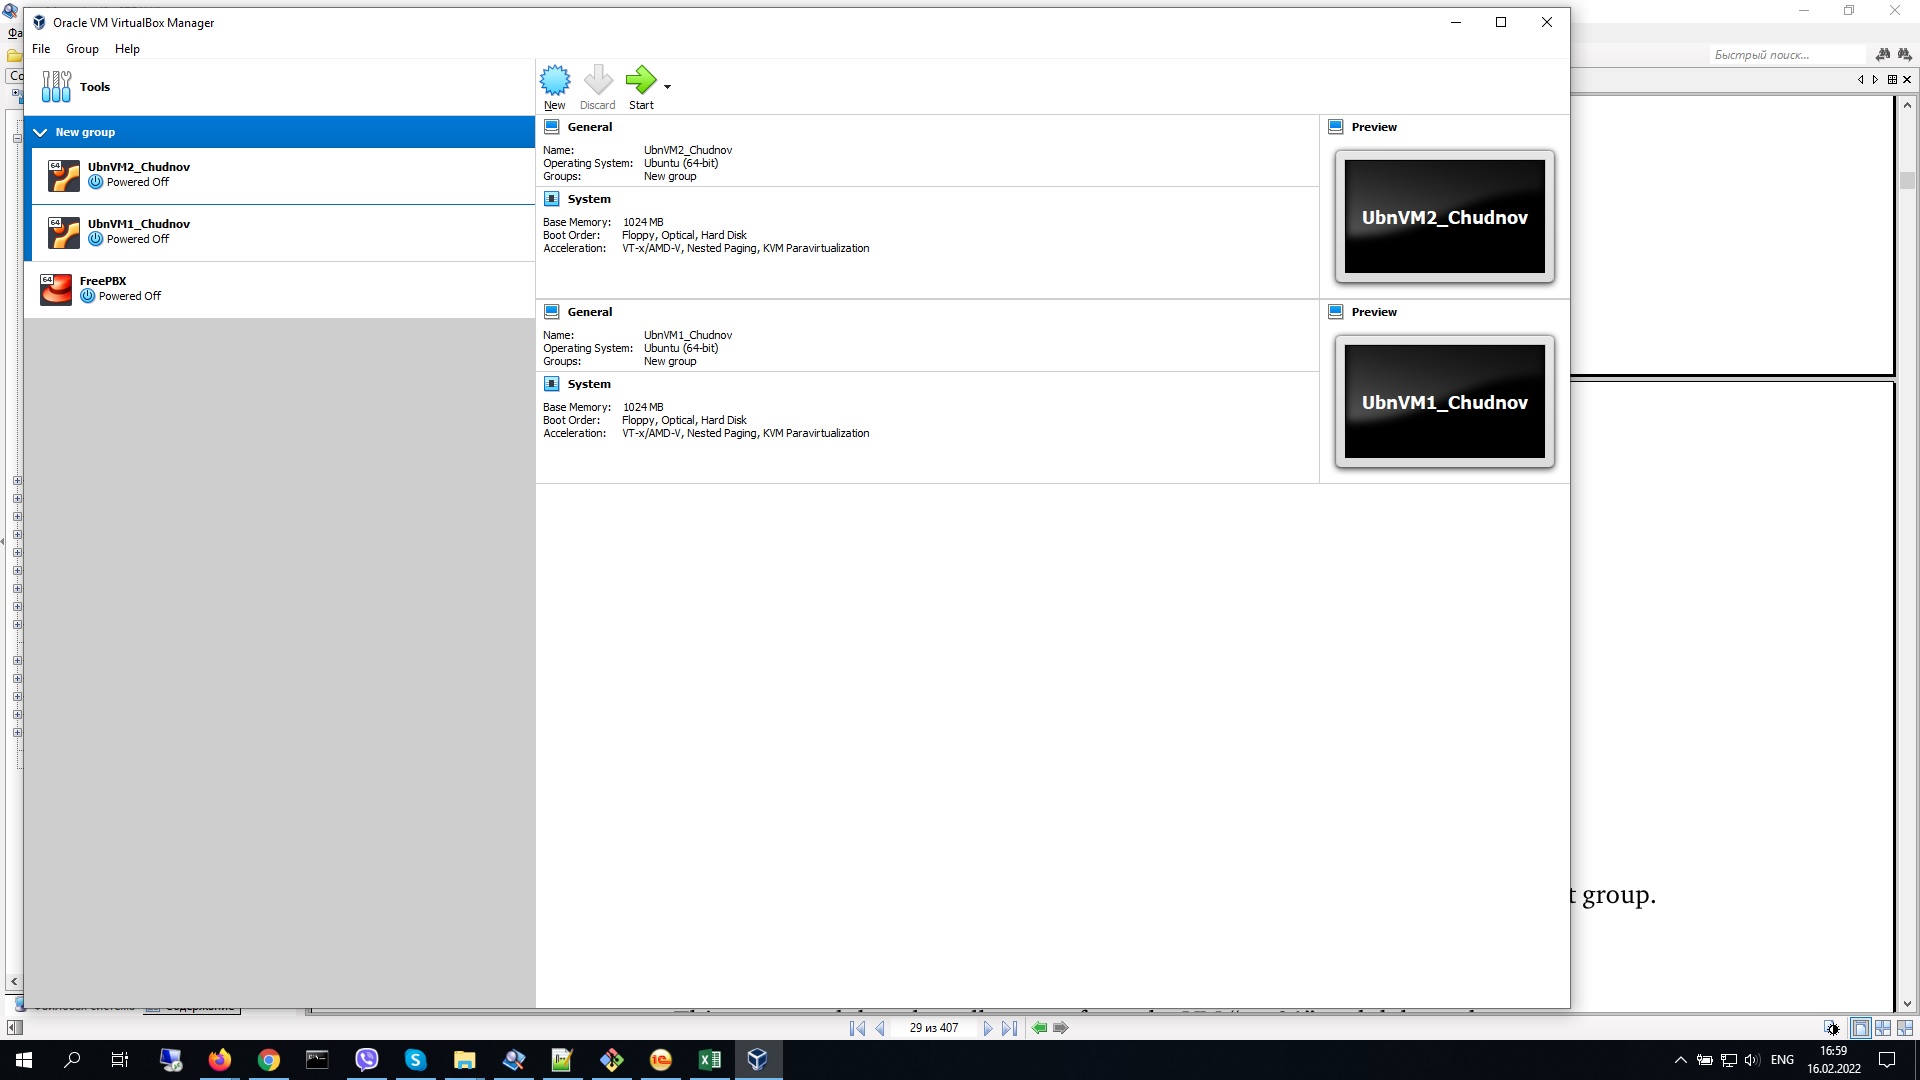 Oracle VM VirtualBox Manager
Фа
File Group Help
Быстрый поиск...
Со
Tools
New Discard Start
New group
UbnVM2_Chudnov
Powered Off
UbnVM1_Chudnov
Powered Off
FreePBX
Powered Off
64
64
64
General
Name: UbnVM2_Chudnov
Operating System: Ubuntu (64-bit)
Groups: New group
System
Base Memory: 1024 MB
Boot Order: Floppy, Optical, Hard Disk
Acceleration: VT-x/AMD-V, Nested Paging, KVM Paravirtualization
Preview
UbnVM2_Chudnov
General
Name: UbnVM1_Chudnov
Operating System: Ubuntu (64-bit)
Groups: New group
System
Base Memory: 1024 MB
Boot Order: Floppy, Optical, Hard Disk
Acceleration: VT-x/AMD-V, Nested Paging, KVM Paravirtualization
Preview
UbnVM1_Chudnov
t group.
29 из 407
ENG
16:59
16.02.2022